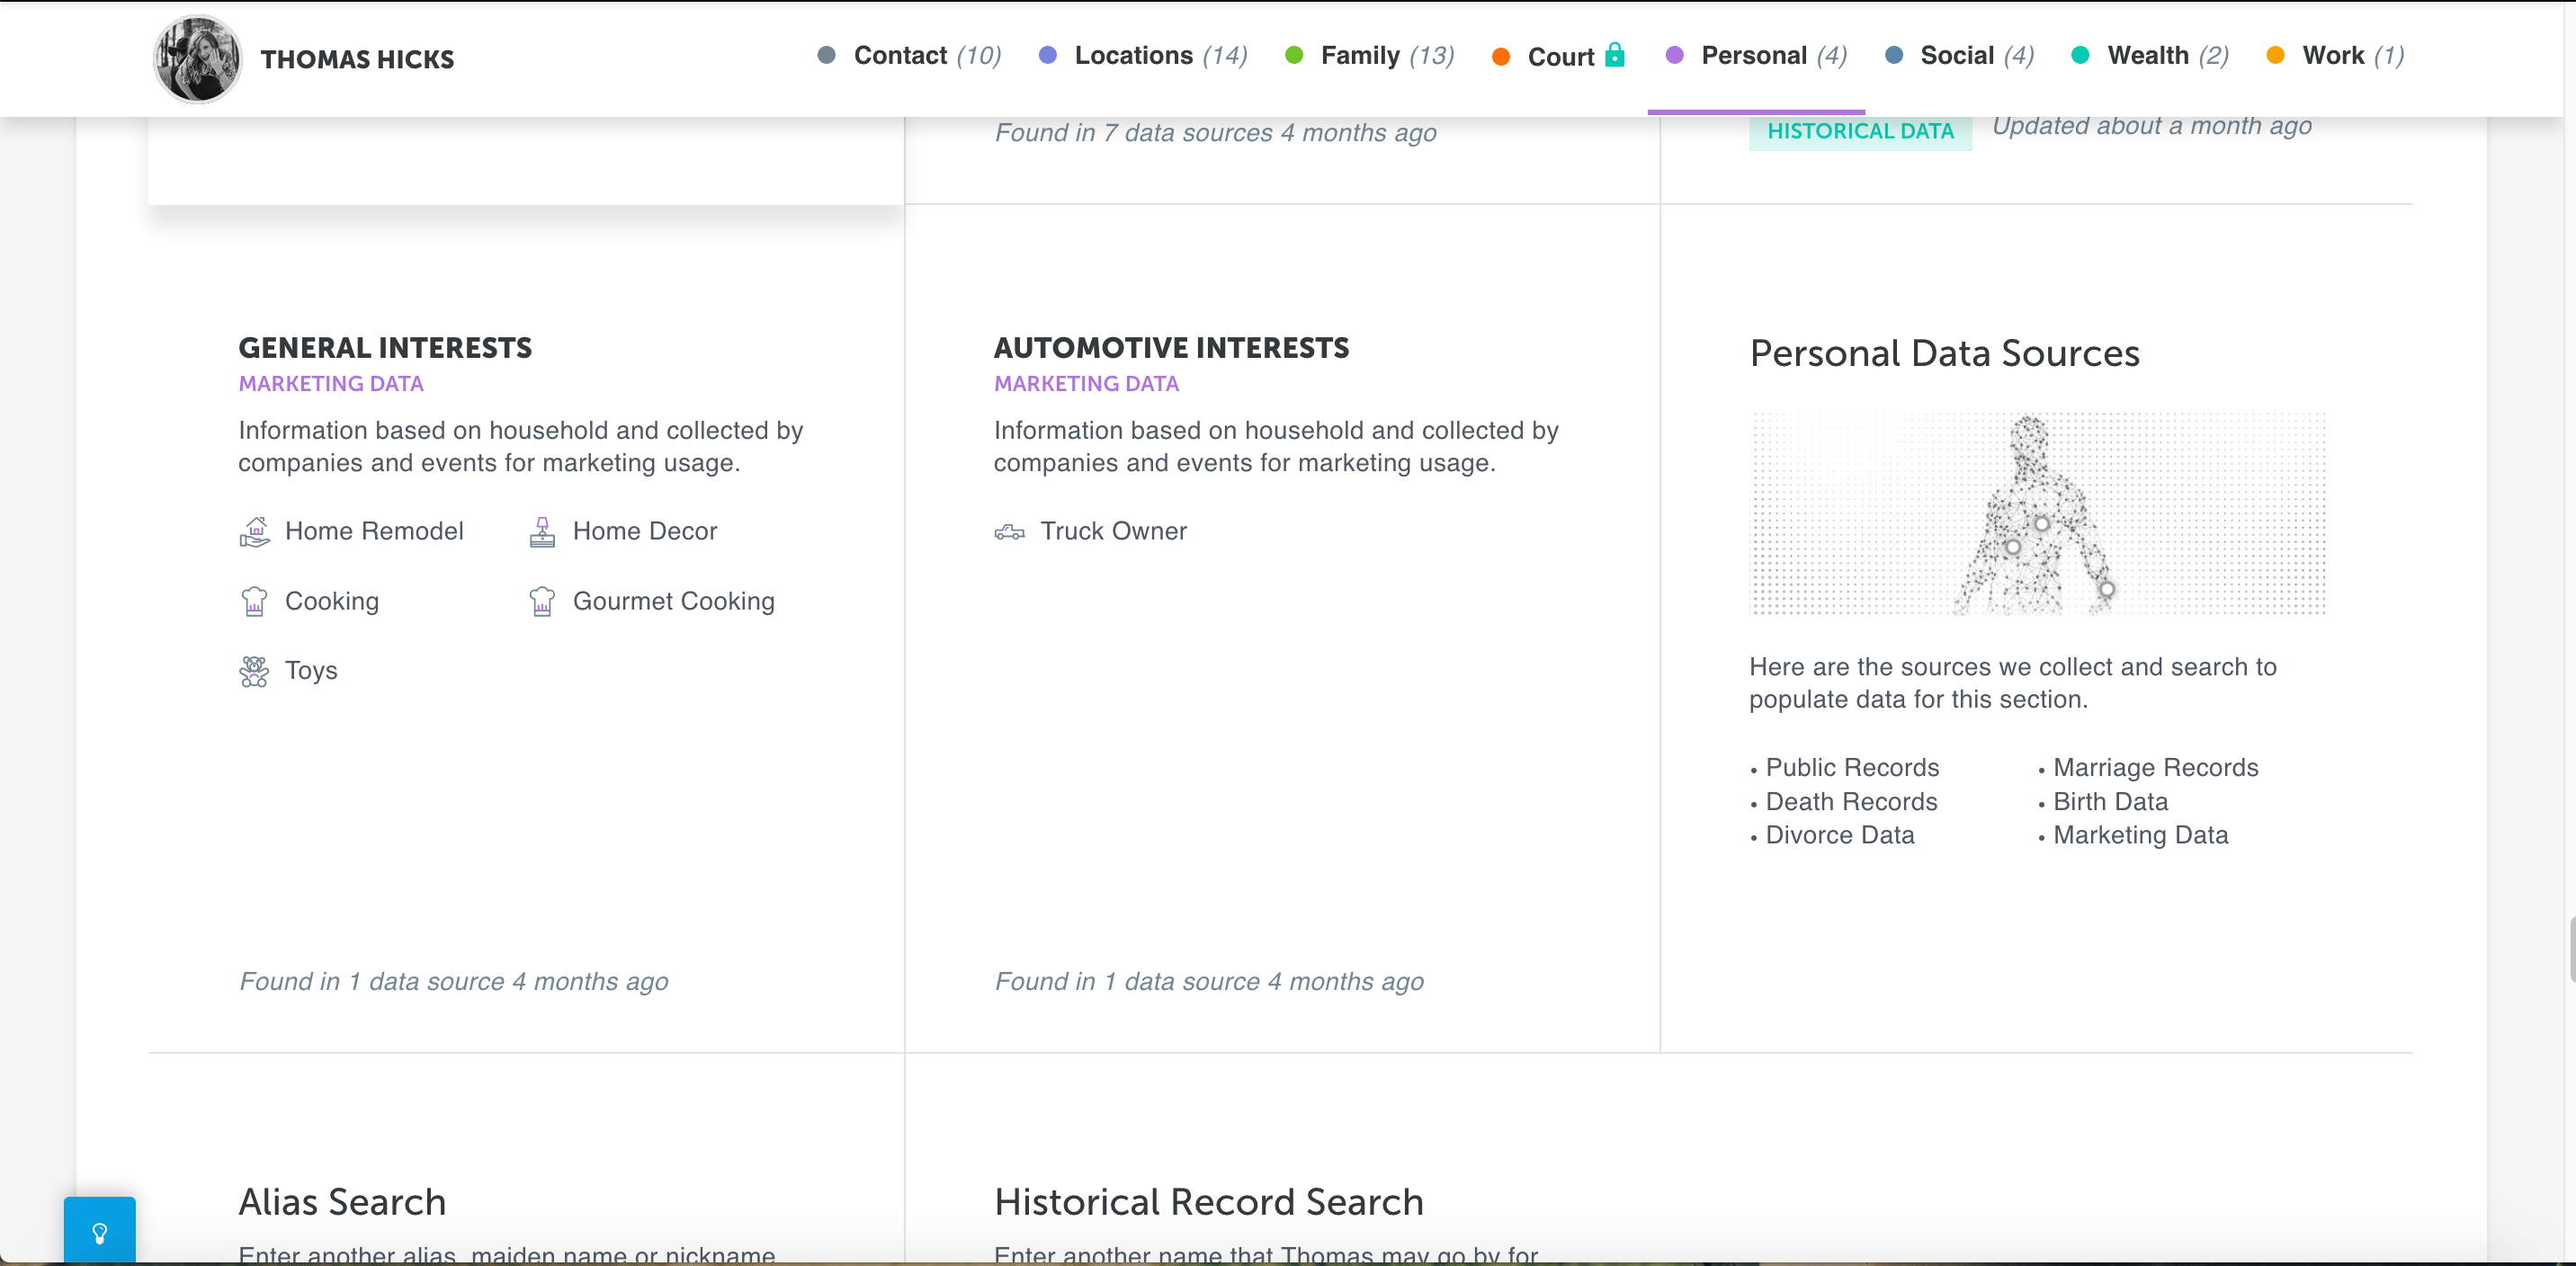 THOMAS HICKS
Contact (10)
Locations (14)
Family (13)
Court
Personal (4)
Social (4)
Wealth (2)
Work (1)
Found in 7 data sources 4 months ago
HISTORICAL DATA
Updated about a month ago
GENERAL INTERESTS
MARKETING DATA
Information based on household and collected by
companies and events for marketing usage.
Home Remodel
Home Decor
Cooking
Gourmet Cooking
Toys
Found in 1 data source 4 months ago
AUTOMOTIVE INTERESTS
MARKETING DATA
Information based on household and collected by
companies and events for marketing usage.
Truck Owner
Found in 1 data source 4 months ago
Personal Data Sources
Here are the sources we collect and search to
populate data for this section.
• Public Records
• Marriage Records
• Death Records
• Birth Data
• Divorce Data
• Marketing Data
Alias Search
Enter another alias, maiden name or nickname
Historical Record Search
Enter another name that Thomas may go by for